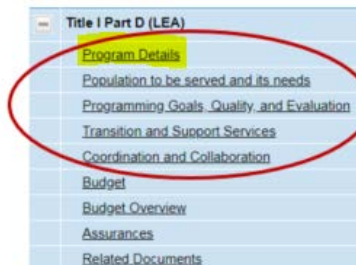 Title I Part D (LEA)
Program Details
Population to be served and its needs
Programming Goals, Quality, and Evaluation
Transition and Support Services
Coordination and Collaboration
Budget
Budget Overview
Assurances
Related Documents